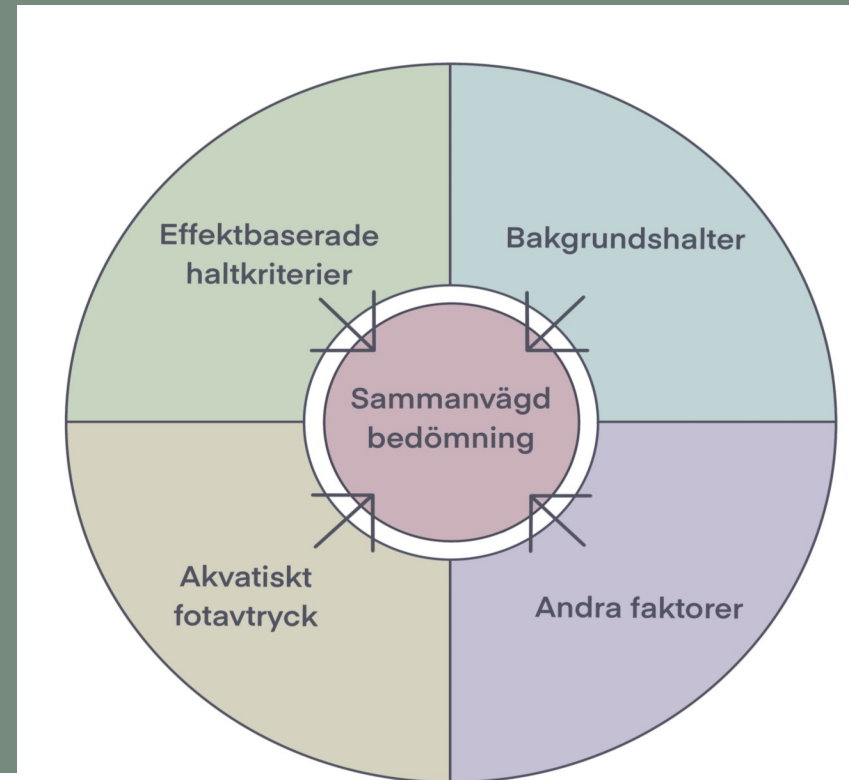 Effektbaserade
haltkriterier
Bakgrundshalter
Sammanvägd
bedömning
Akvatiskt
fotavtryck
Andra faktorer